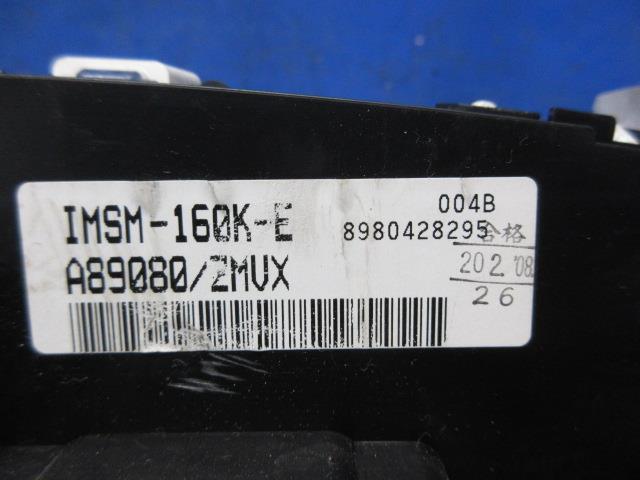 IMSM-160K-E
004B
8980428295
合格
A89080/2MVX
202.'08.
26